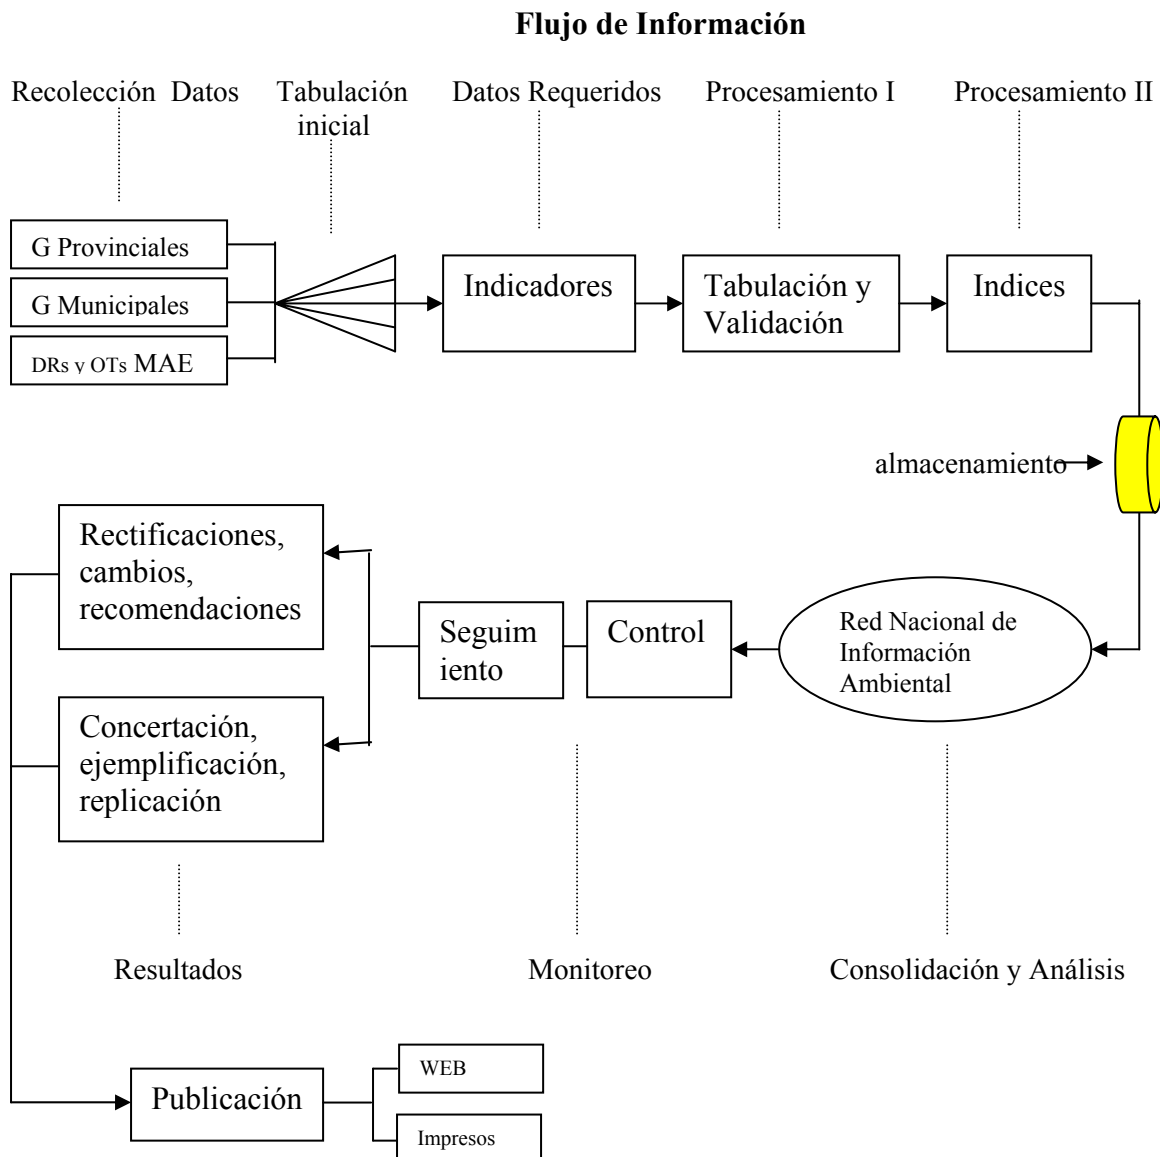 Flujo de Información
Recolección Datos
Tabulación
inicial
Datos Requeridos
Procesamiento I
Procesamiento II
G Provinciales
G Municipales
DRs y OTs MAE
Indicadores
Tabulación y
Validación
Indices
almacenamiento
Rectificaciones,
cambios,
recomendaciones
Seguim
iento
Control
Red Nacional de
Información
Ambiental
Concertación,
ejemplificación,
replicación
Resultados
Monitoreo
Consolidación y Análisis
Publicación
WEB
Impresos